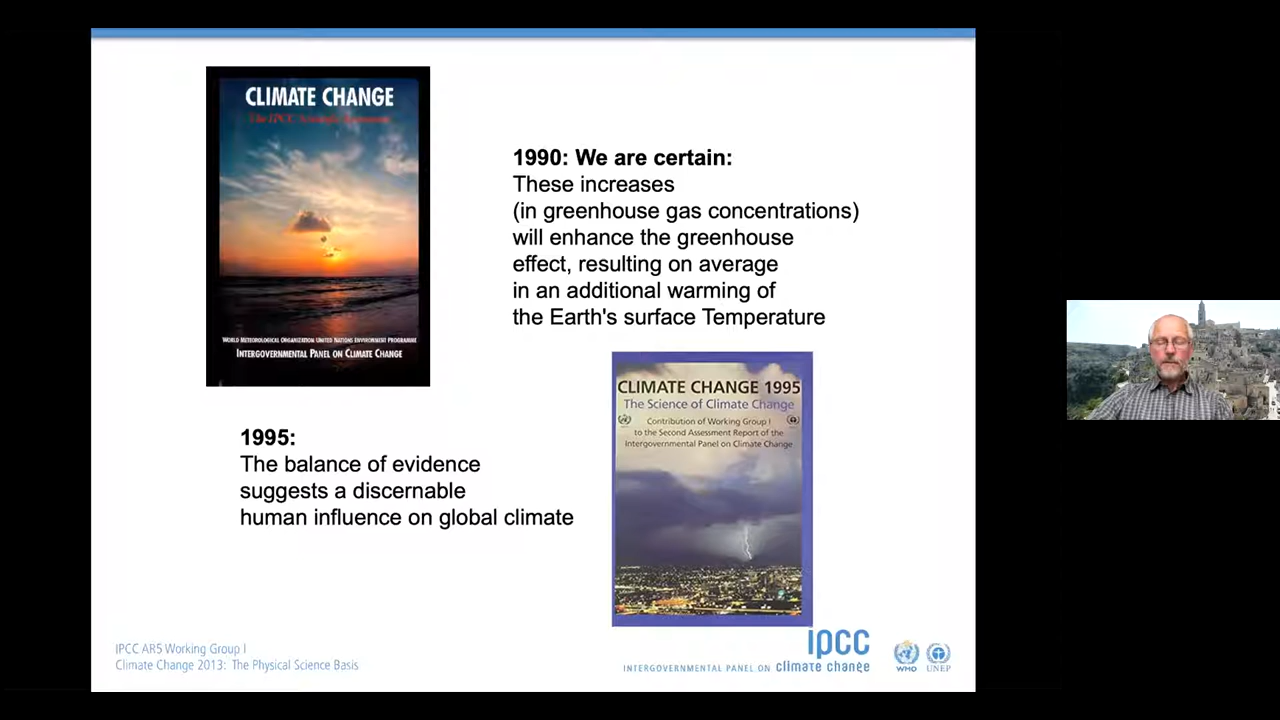 CLIMATE CHANGE
The IPCC Scientific Assessment
WORLD METEOROLOGICAL ORGANIZATION UNITED NATIONS ENVIRONMENT PROGRAMME
INTERGOVERNMENTAL PANEL ON CLIMATE CHANGE
1990: We are certain:
These increases
(in greenhouse gas concentrations)
will enhance the greenhouse
effect, resulting on average
in an additional warming of
the Earth's surface Temperature
1995:
The balance of evidence
suggests a discernable
human influence on global climate
CLIMATE CHANGE 1995
The Science of Climate Change
Contribution of Working Group I
to the Second Assessment Report of the
Intergovernmental Panel on Climate Change
IPCC AR5 Working Group I
Climate Change 2013: The Physical Science Basis
ipcc
INTERGOVERNMENTAL PANEL ON climate change
WMO
UNEP